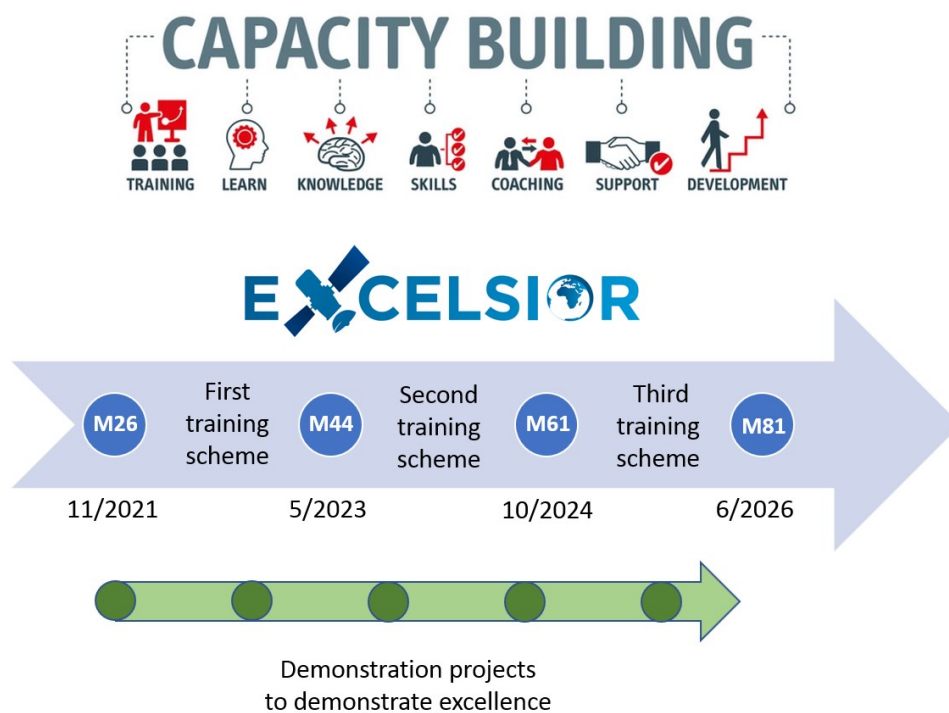 CAPACITY BUILDING
TRAINING
LEARN
KNOWLEDGE
SKILLS
COACHING
SUPPORT
DEVELOPMENT
EXCELSIOR
M26
First
training
scheme
M44
Second
training
scheme
M61
Third
training
scheme
M81
11/2021
5/2023
10/2024
6/2026
Demonstration projects
to demonstrate excellence